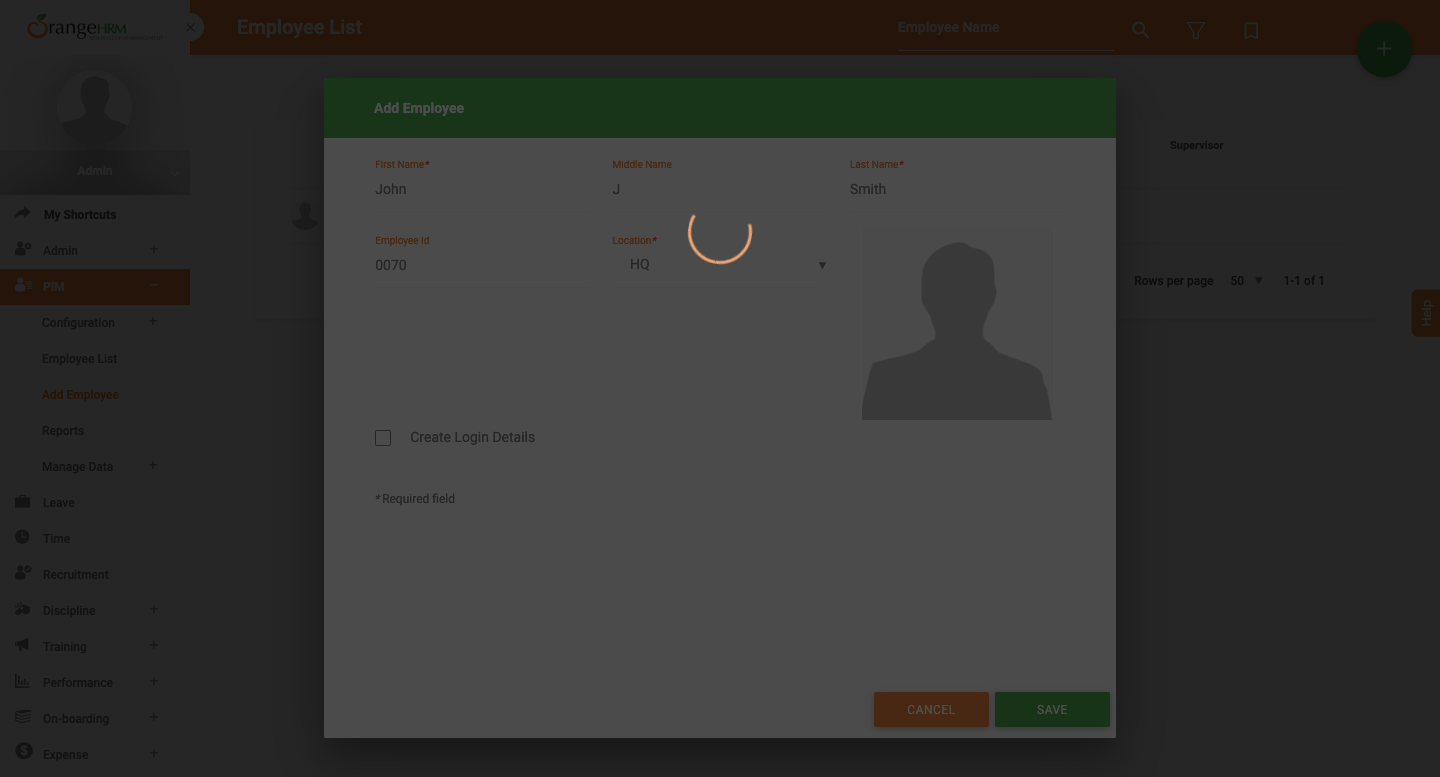 OrangeHRM
×
Employee List
Employee Name
+
Admin
My Shortcuts
Admin +
PIM −
Configuration +
Employee List
Add Employee
Reports
Manage Data +
Leave
Time
Recruitment
Discipline +
Training +
Performance +
On-boarding +
Expense +
Add Employee
First Name* Middle Name Last Name*
John J Smith
Employee Id Location*
0070 HQ
Create Login Details
* Required field
CANCEL SAVE
Supervisor
Rows per page 50 1-1 of 1
Help